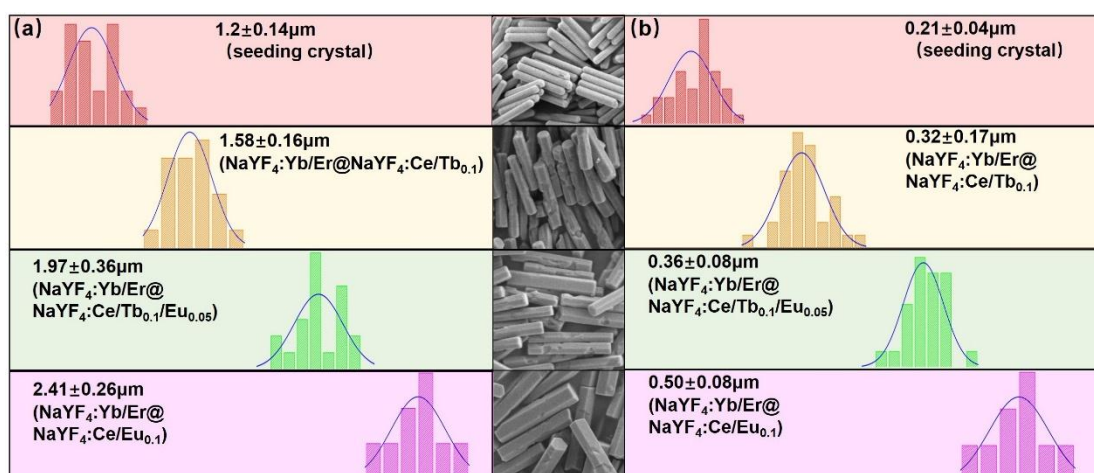 (a)
1.2±0.14μm
(seeding crystal)
1.58±0.16μm
(NaYF₄:Yb/Er@NaYF₄:Ce/Tb₀.₁)
1.97±0.36μm
(NaYF₄:Yb/Er@
NaYF₄:Ce/Tb₀.₁/Eu₀.₀₅)
2.41±0.26μm
(NaYF₄:Yb/Er@
NaYF₄:Ce/Eu₀.₁)
(b)
0.21±0.04μm
(seeding crystal)
0.32±0.17μm
(NaYF₄:Yb/Er@
NaYF₄:Ce/Tb₀.₁)
0.36±0.08μm
(NaYF₄:Yb/Er@
NaYF₄:Ce/Tb₀.₁/Eu₀.₀₅)
0.50±0.08μm
(NaYF₄:Yb/Er@
NaYF₄:Ce/Eu₀.₁)